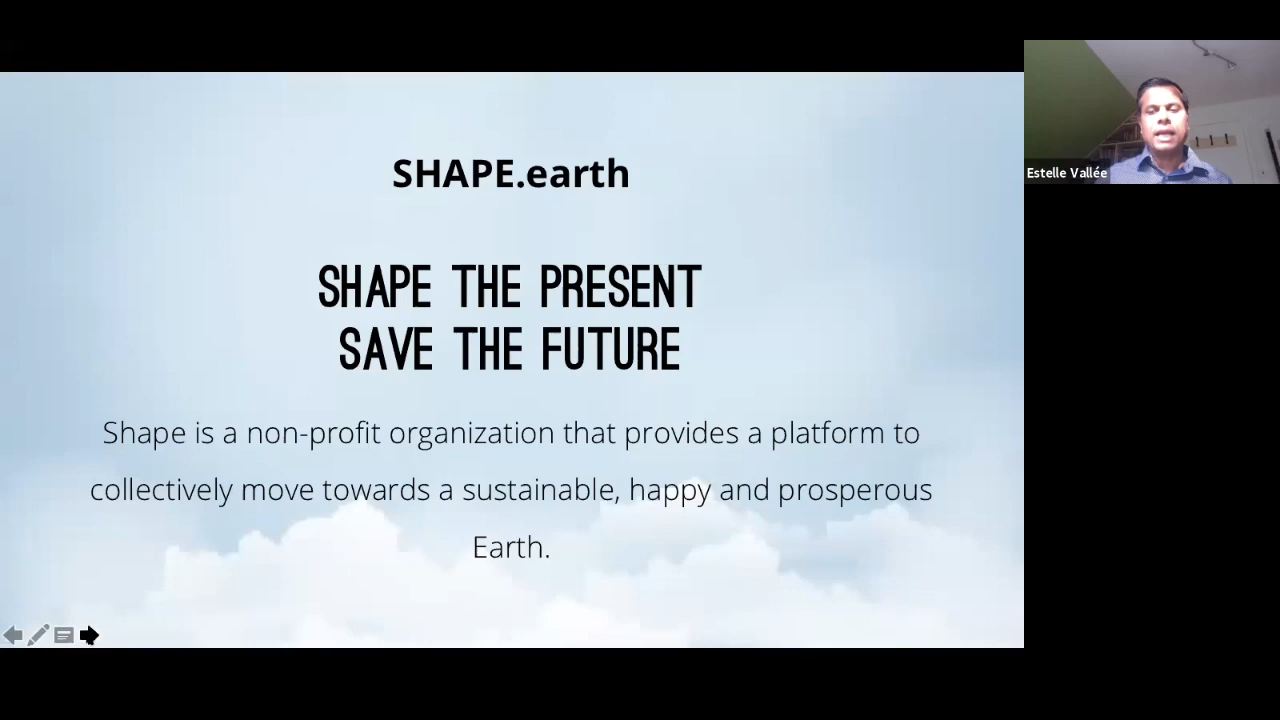 SHAPE.earth
SHAPE THE PRESENT
SAVE THE FUTURE
Shape is a non-profit organization that provides a platform to
collectively move towards a sustainable, happy and prosperous
Earth.
Estelle Vallée